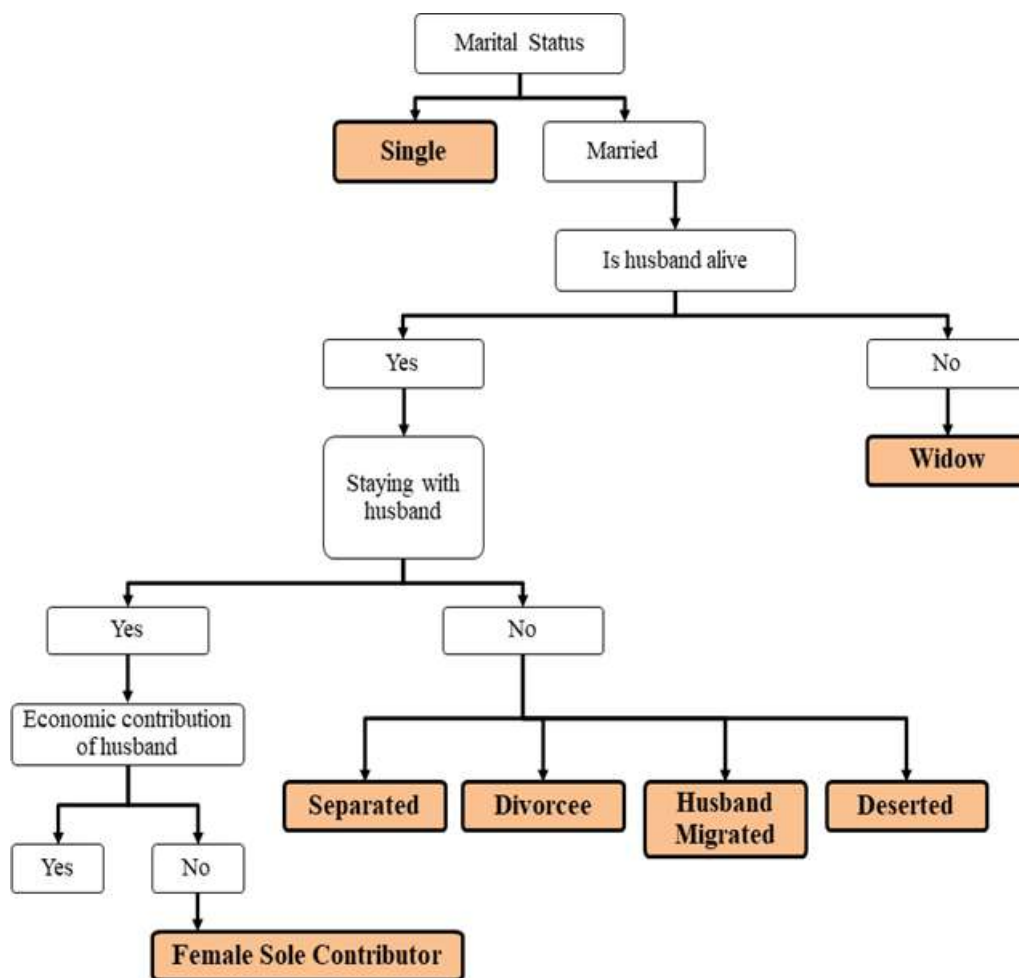 Marital Status
Single
Married
Is husband alive
Yes
No
Widow
Staying with
husband
Yes
No
Economic contribution
of husband
Separated
Divorcee
Husband
Migrated
Deserted
Yes
No
Female Sole Contributor